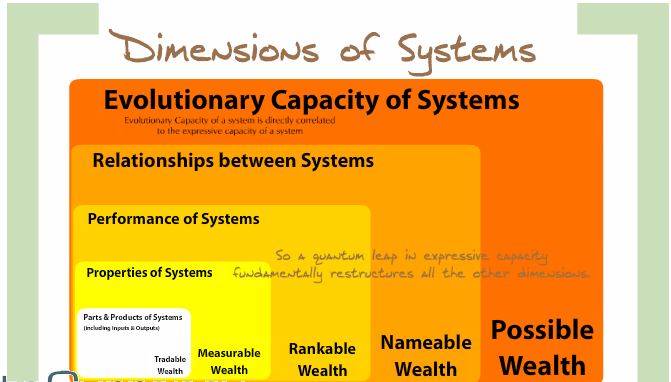 Dimensions of Systems
Evolutionary Capacity of Systems
Evolutionary Capacity of a system is directly correlated
to the expressive capacity of a system
Relationships between Systems
Performance of Systems
So a quantum leap in expressive capacity
fundamentally restructures all the other dimensions.
Properties of Systems
Parts & Products of Systems
(including Inputs & Outputs)
Tradable
Wealth
Measurable
Wealth
Rankable
Wealth
Nameable
Wealth
Possible
Wealth